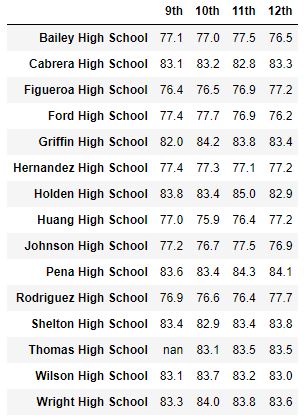 9th 10th 11th 12th
Bailey High School 77.1 77.0 77.5 76.5
Cabrera High School 83.1 83.2 82.8 83.3
Figueroa High School 76.4 76.5 76.9 77.2
Ford High School 77.4 77.7 76.9 76.2
Griffin High School 82.0 84.2 83.8 83.4
Hernandez High School 77.4 77.3 77.1 77.2
Holden High School 83.8 83.4 85.0 82.9
Huang High School 77.0 75.9 76.4 77.2
Johnson High School 77.2 76.7 77.5 76.9
Pena High School 83.6 83.4 84.3 84.1
Rodriguez High School 76.9 76.6 76.4 77.7
Shelton High School 83.4 82.9 83.4 83.8
Thomas High School nan 83.1 83.5 83.5
Wilson High School 83.1 83.7 83.2 83.0
Wright High School 83.3 84.0 83.8 83.6